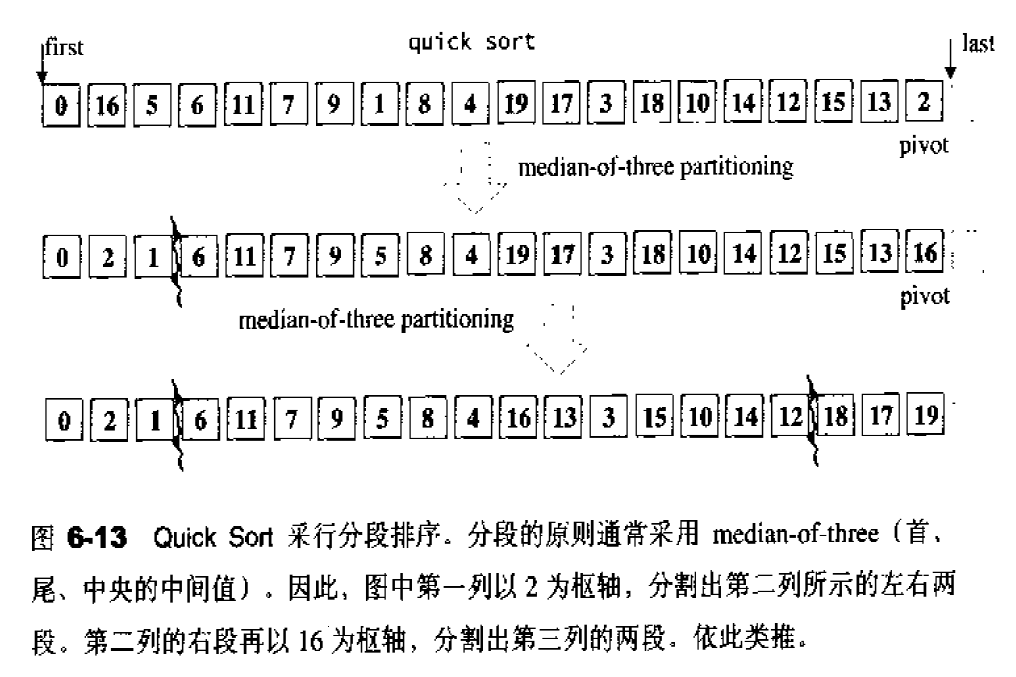 quick sort
first
last
0 16 5 6 11 7 9 1 8 4 19 17 3 18 10 14 12 15 13 2
pivot
median-of-three partitioning
0 2 1 6 11 7 9 5 8 4 19 17 3 18 10 14 12 15 13 16
pivot
median-of-three partitioning
0 2 1 6 11 7 9 5 8 4 16 13 3 15 10 14 12 18 17 19
图 6-13 Quick Sort 采行分段排序。分段的原则通常采用 median-of-three（首、
尾、中央的中间值）。因此，图中第一列以 2 为枢轴，分割出第二列所示的左右两
段。第二列的右段再以 16 为枢轴，分割出第三列的两段。依此类推。